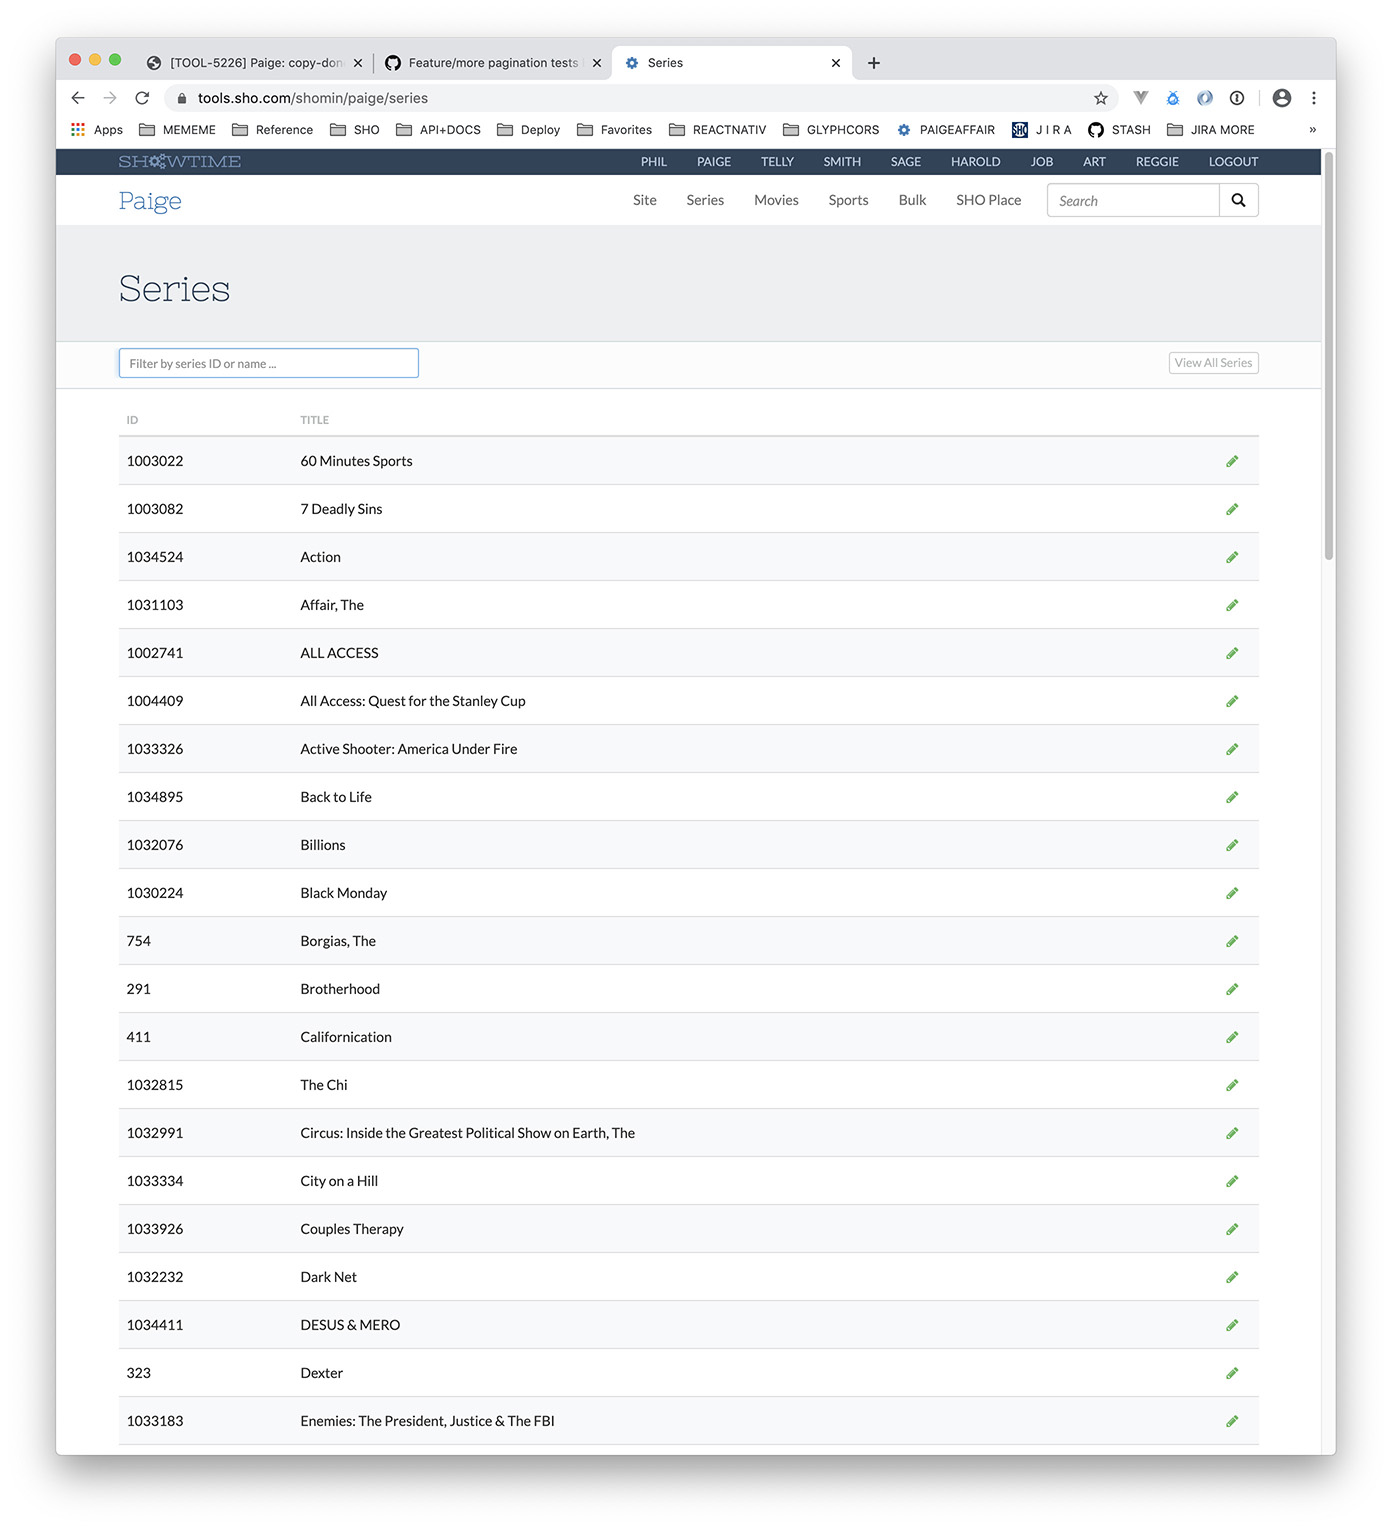 [TOOL-5226] Paige: copy-don
Feature/more pagination tests
Series
tools.sho.com/shomin/paige/series
Apps MEMEME Reference SHO API+DOCS Deploy Favorites REACTNATIV GLYPHCORS PAIGEAFFAIR SHO J I R A STASH JIRA MORE »
SHOWTIME PHIL PAIGE TELLY SMITH SAGE HAROLD JOB ART REGGIE LOGOUT
Paige Site Series Movies Sports Bulk SHO Place Search
Series
Filter by series ID or name ... View All Series
ID TITLE
1003022 60 Minutes Sports
1003082 7 Deadly Sins
1034524 Action
1031103 Affair, The
1002741 ALL ACCESS
1004409 All Access: Quest for the Stanley Cup
1033326 Active Shooter: America Under Fire
1034895 Back to Life
1032076 Billions
1030224 Black Monday
754 Borgias, The
291 Brotherhood
411 Californication
1032815 The Chi
1032991 Circus: Inside the Greatest Political Show on Earth, The
1033334 City on a Hill
1033926 Couples Therapy
1032232 Dark Net
1034411 DESUS & MERO
323 Dexter
1033183 Enemies: The President, Justice & The FBI